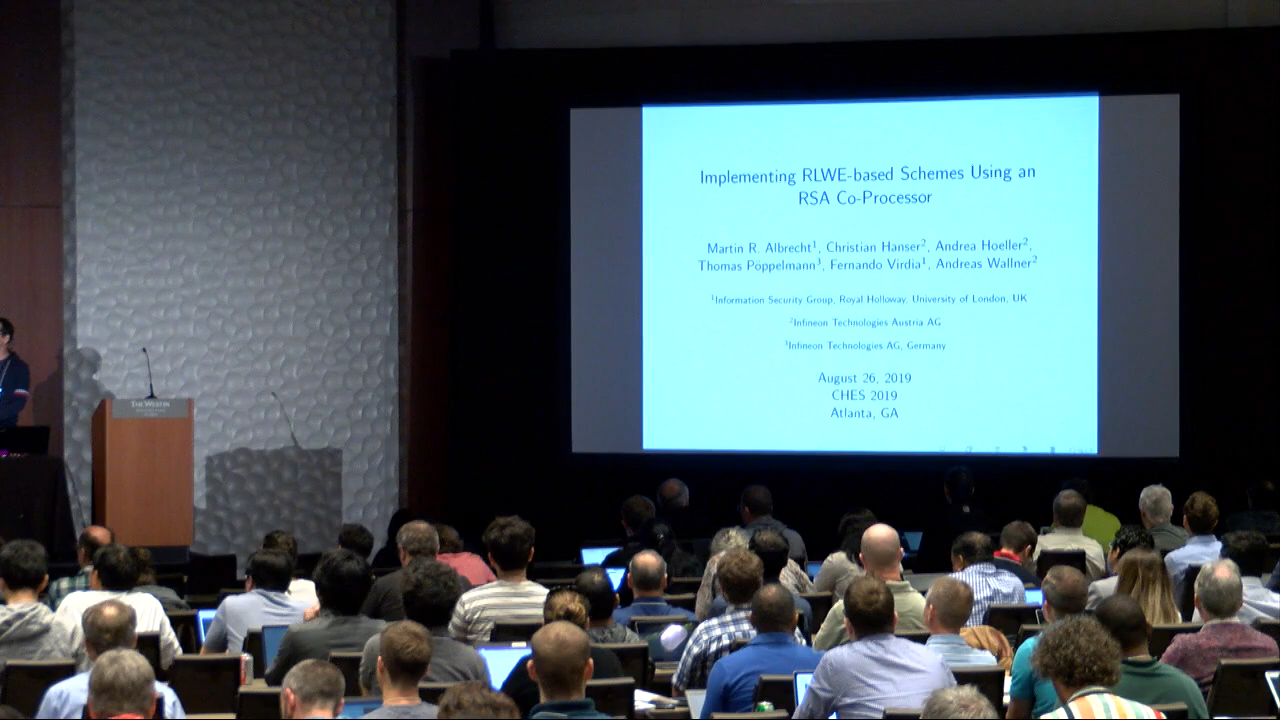 Implementing RLWE-based Schemes Using an
RSA Co-Processor
Martin R. Albrecht¹, Christian Hanser², Andrea Hoeller²,
Thomas Pöppelmann³, Fernando Virdia¹, Andreas Wallner²
¹Information Security Group, Royal Holloway, University of London, UK
²Infineon Technologies Austria AG
³Infineon Technologies AG, Germany
August 26, 2019
CHES 2019
Atlanta, GA
THE WESTIN